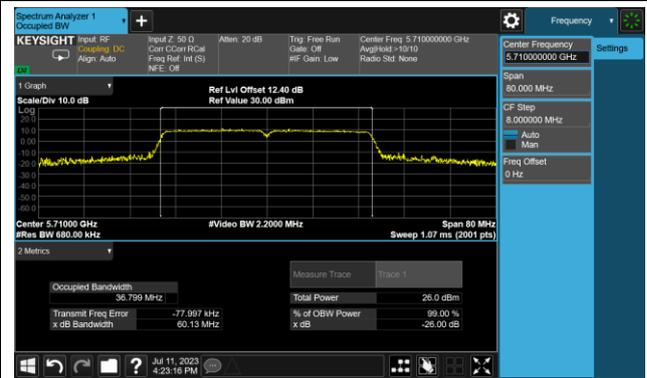 Spectrum Analyzer 1
Occupied BW
Frequency
KEYSIGHT
Input: RF
Coupling: DC
Align: Auto
Input Z: 50 Ω
Corr CCorr RCal
Freq Ref: Int (S)
NFE: Off
Atten: 20 dB
Trig: Free Run
Gate: Off
#IF Gain: Low
Center Freq: 5.710000000 GHz
Avg|Hold:>10/10
Radio Std: None
Center Frequency
5.710000000 GHz
Settings
Span
80.000 MHz
CF Step
8.000000 MHz
Auto
Man
Freq Offset
0 Hz
1 Graph
Scale/Div 10.0 dB
Ref Lvl Offset 12.40 dB
Ref Value 30.00 dBm
Log
20.0
10.0
0.00
-10.0
-20.0
-30.0
-40.0
-50.0
-60.0
Center 5.71000 GHz
#Video BW 2.2000 MHz
Span 80 MHz
#Res BW 680.00 kHz
Sweep 1.07 ms (2001 pts)
2 Metrics
Measure Trace
Trace 1
Occupied Bandwidth
36.799 MHz
Total Power
26.0 dBm
Transmit Freq Error
-77.997 kHz
% of OBW Power
99.00 %
x dB Bandwidth
60.13 MHz
x dB
-26.00 dB
Jul 11, 2023
4:23:16 PM